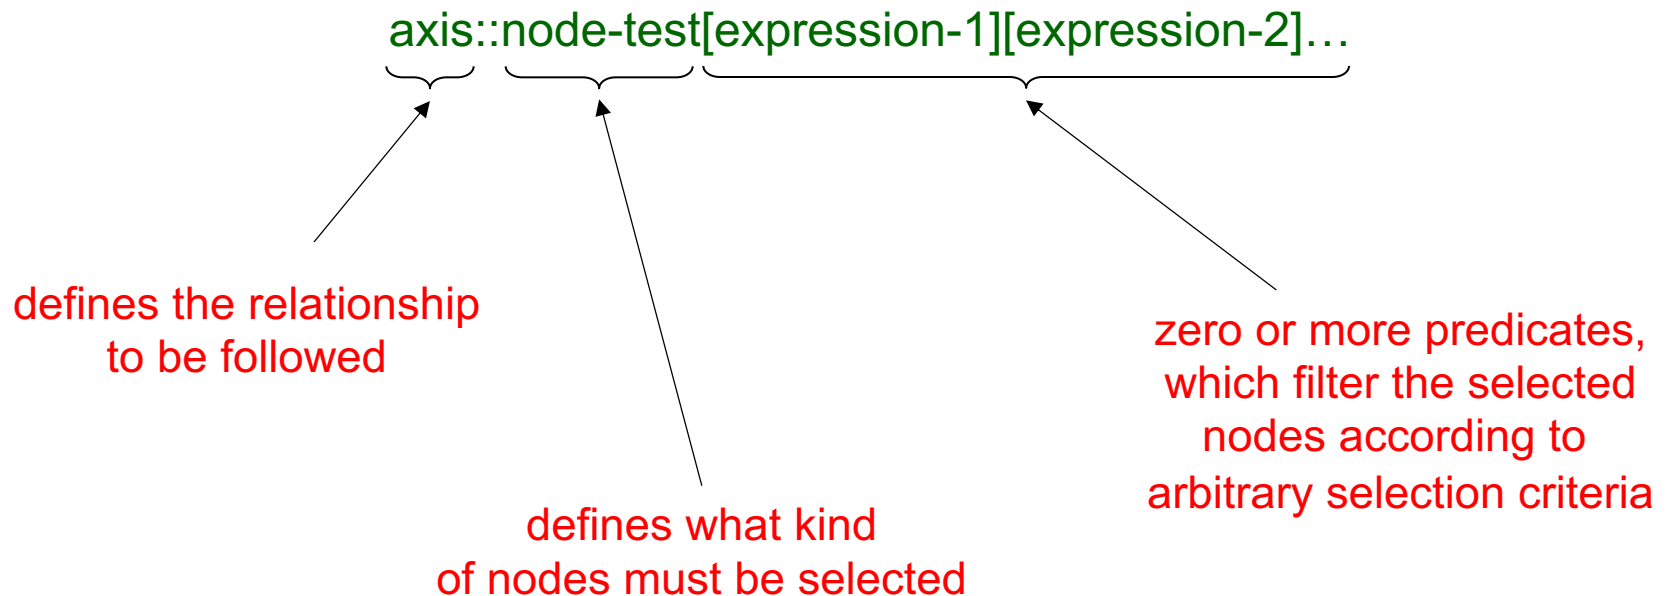 axis::node-test[expression-1][expression-2]…
defines the relationship
to be followed
zero or more predicates,
which filter the selected
nodes according to
arbitrary selection criteria
defines what kind
of nodes must be selected